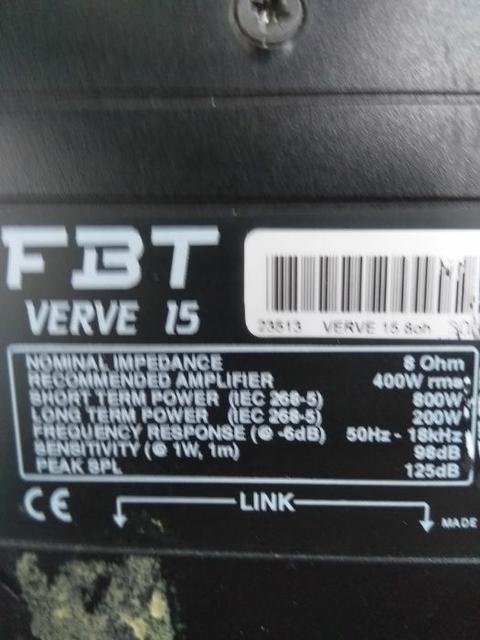 FBT
VERVE 15
23513 VERVE 15 8oh
NOMINAL IMPEDANCE 8 Ohm
RECOMMENDED AMPLIFIER 400W rms
SHORT TERM POWER (IEC 268-5) 800W
LONG TERM POWER (IEC 268-5) 200W
FREQUENCY RESPONSE (@ -6dB) 50Hz - 18kHz
SENSITIVITY (@ 1W, 1m) 98dB
PEAK SPL 125dB
CE
LINK
MADE